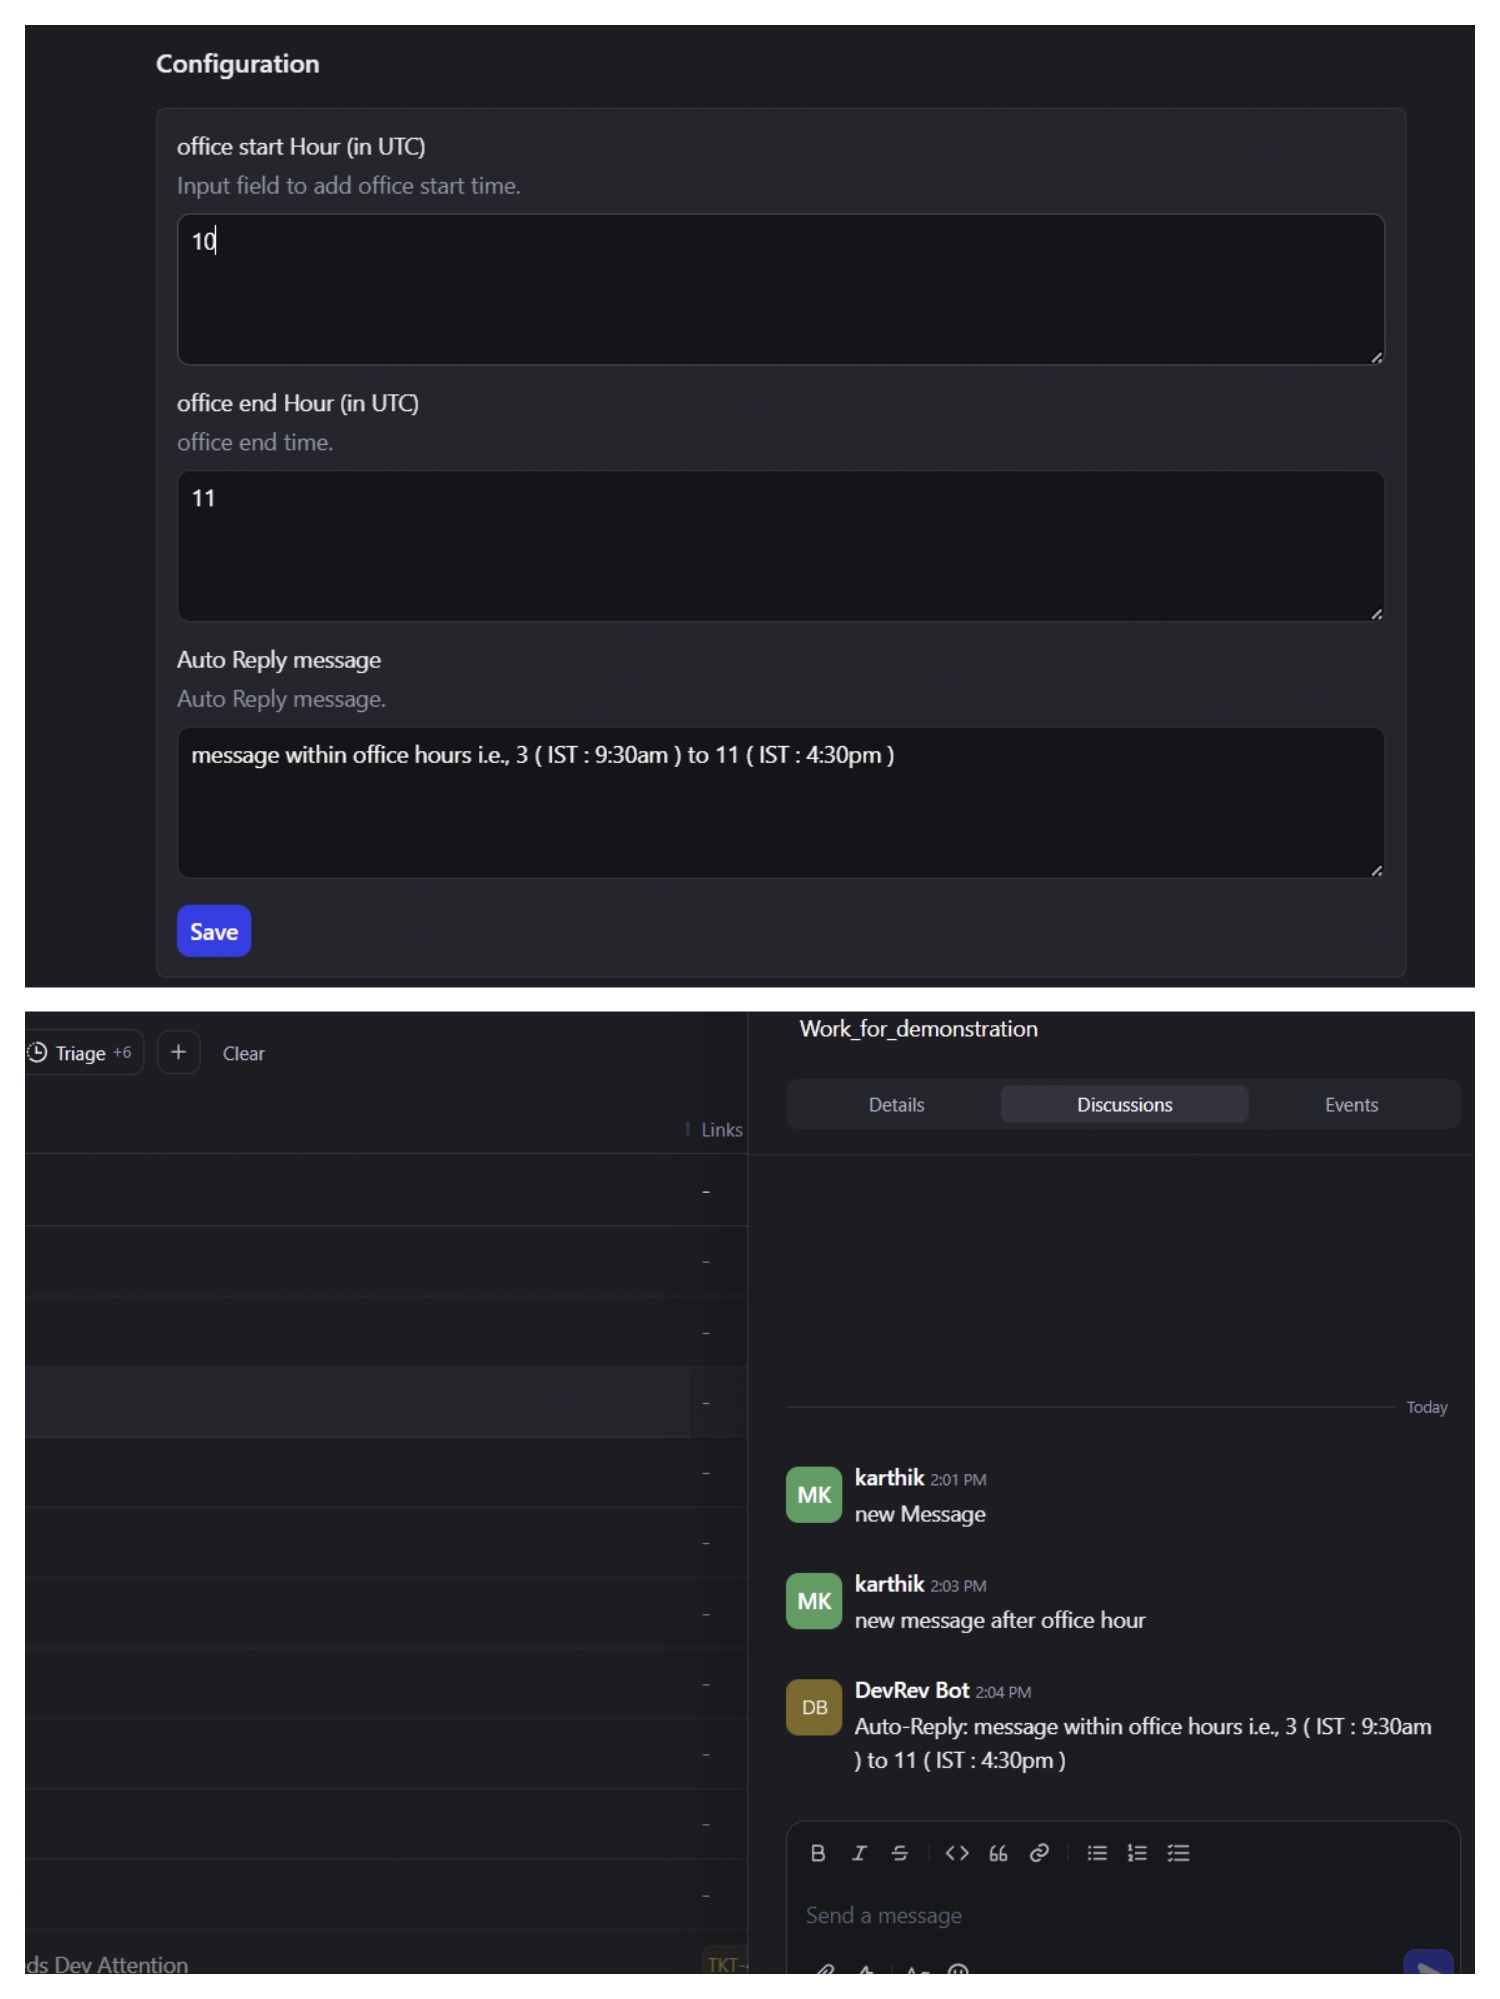 Configuration
office start Hour (in UTC)
Input field to add office start time.
10
office end Hour (in UTC)
office end time.
11
Auto Reply message
Auto Reply message.
message within office hours i.e., 3 ( IST : 9:30am ) to 11 ( IST : 4:30pm )
Save
Triage +6
+
Clear
Links
-
-
-
-
-
-
-
-
-
-
-
ds Dev Attention
TKT-
Work_for_demonstration
Details
Discussions
Events
Today
MK
karthik 2:01 PM
new Message
MK
karthik 2:03 PM
new message after office hour
DB
DevRev Bot 2:04 PM
Auto-Reply: message within office hours i.e., 3 ( IST : 9:30am
) to 11 ( IST : 4:30pm )
B I S
Send a message
Aa